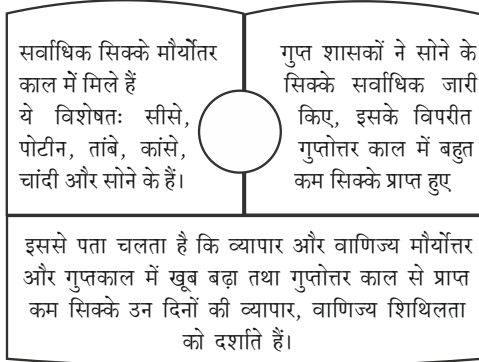 सर्वाधिक सिक्के मौर्योतर
काल में मिले हैं
ये विशेषतः सीसे,
पोटीन, तांबे, कांसे,
चांदी और सोने के हैं।
गुप्त शासकों ने सोने के
सिक्के सर्वाधिक जारी
किए, इसके विपरीत
गुप्तोत्तर काल में बहुत
कम सिक्के प्राप्त हुए
इससे पता चलता है कि व्यापार और वाणिज्य मौर्योत्तर
और गुप्तकाल में खूब बढ़ा तथा गुप्तोत्तर काल से प्राप्त
कम सिक्के उन दिनों की व्यापार, वाणिज्य शिथिलता
को दर्शाते हैं।